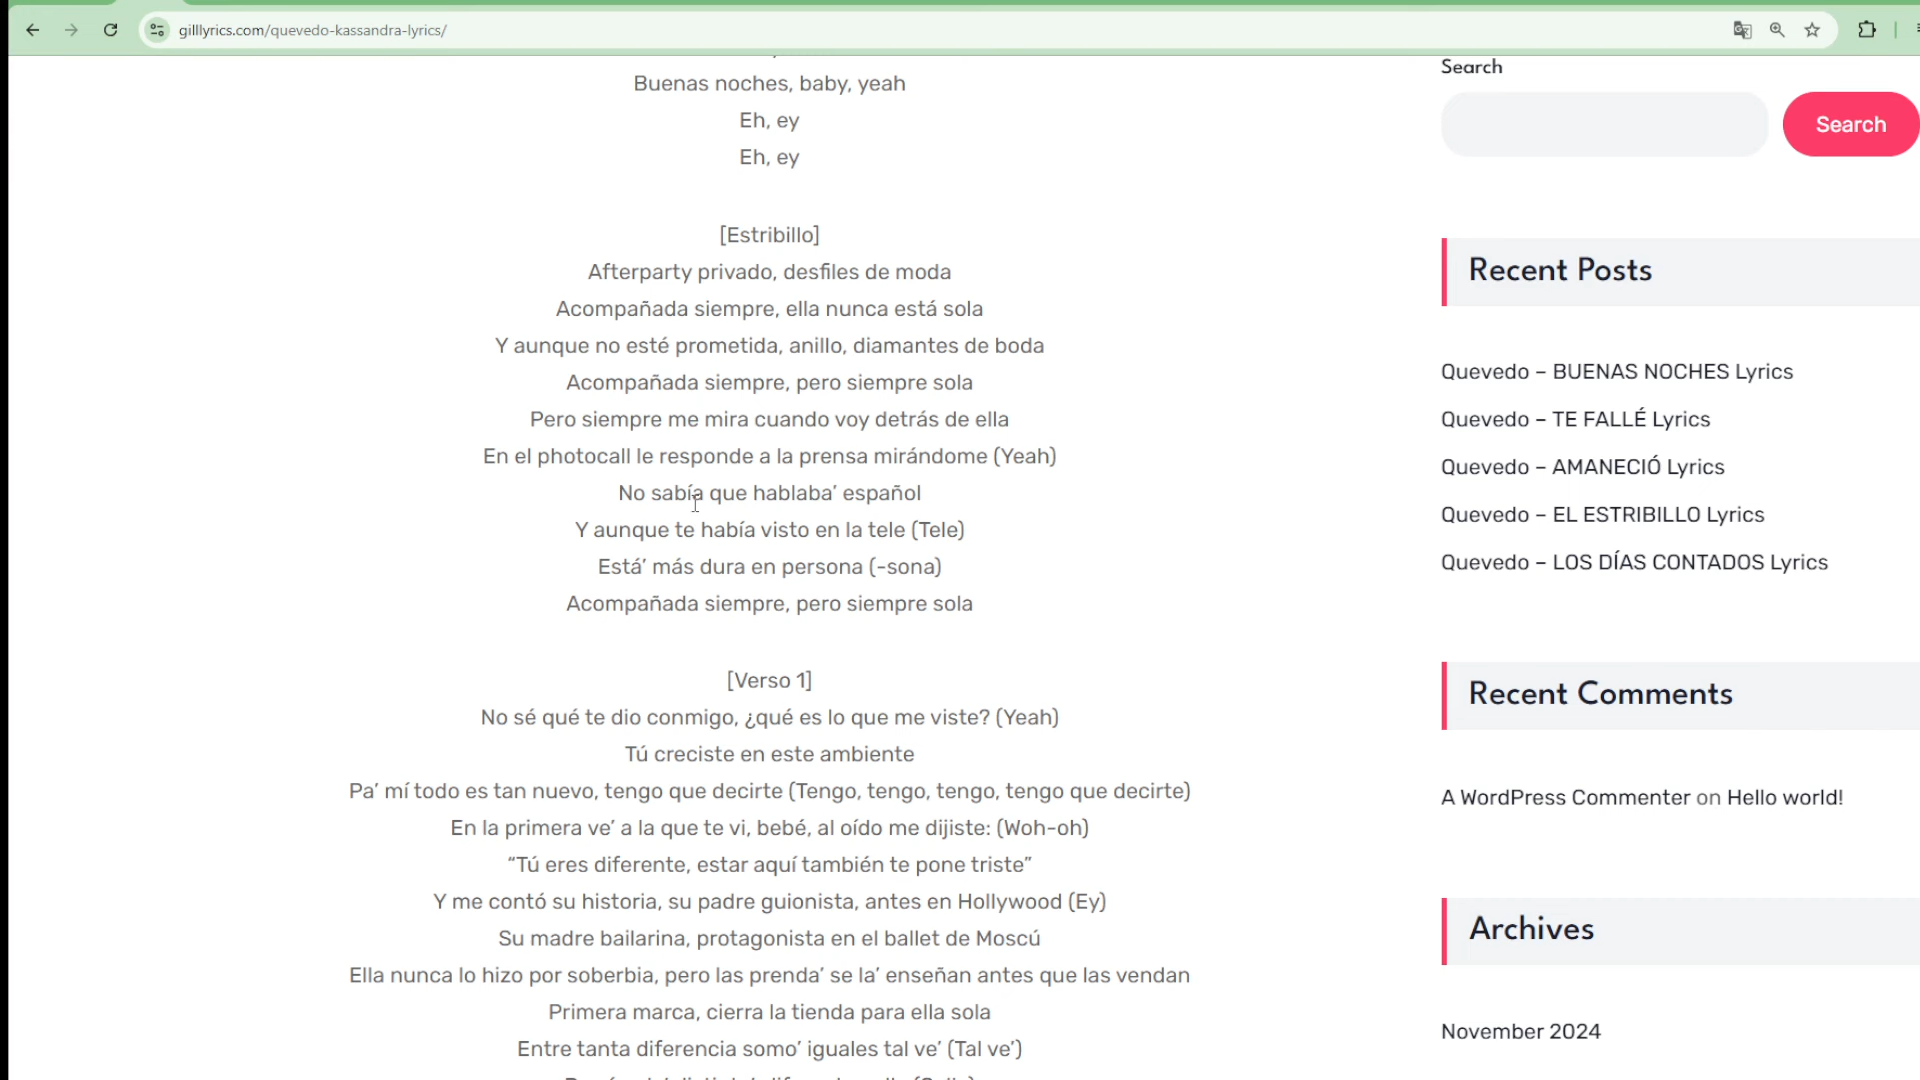 gilllyrics.com/quevedo-kassandra-lyrics/
Buenas noches, baby, yeah
Eh, ey
Eh, ey
[Estribillo]
Afterparty privado, desfiles de moda
Acompañada siempre, ella nunca está sola
Y aunque no esté prometida, anillo, diamantes de boda
Acompañada siempre, pero siempre sola
Pero siempre me mira cuando voy detrás de ella
En el photocall le responde a la prensa mirándome (Yeah)
No sabía que hablaba’ español
Y aunque te había visto en la tele (Tele)
Está’ más dura en persona (-sona)
Acompañada siempre, pero siempre sola
[Verso 1]
No sé qué te dio conmigo, ¿qué es lo que me viste? (Yeah)
Tú creciste en este ambiente
Pa’ mí todo es tan nuevo, tengo que decirte (Tengo, tengo, tengo, tengo que decirte)
En la primera ve’ a la que te vi, bebé, al oído me dijiste: (Woh-oh)
“Tú eres diferente, estar aquí también te pone triste”
Y me contó su historia, su padre guionista, antes en Hollywood (Ey)
Su madre bailarina, protagonista en el ballet de Moscú
Ella nunca lo hizo por soberbia, pero las prenda’ se la’ enseñan antes que las vendan
Primera marca, cierra la tienda para ella sola
Entre tanta diferencia somo’ iguales tal ve’ (Tal ve’)
Search
Search
Recent Posts
Quevedo – BUENAS NOCHES Lyrics
Quevedo – TE FALLÉ Lyrics
Quevedo – AMANECIÓ Lyrics
Quevedo – EL ESTRIBILLO Lyrics
Quevedo – LOS DÍAS CONTADOS Lyrics
Recent Comments
A WordPress Commenter on Hello world!
Archives
November 2024